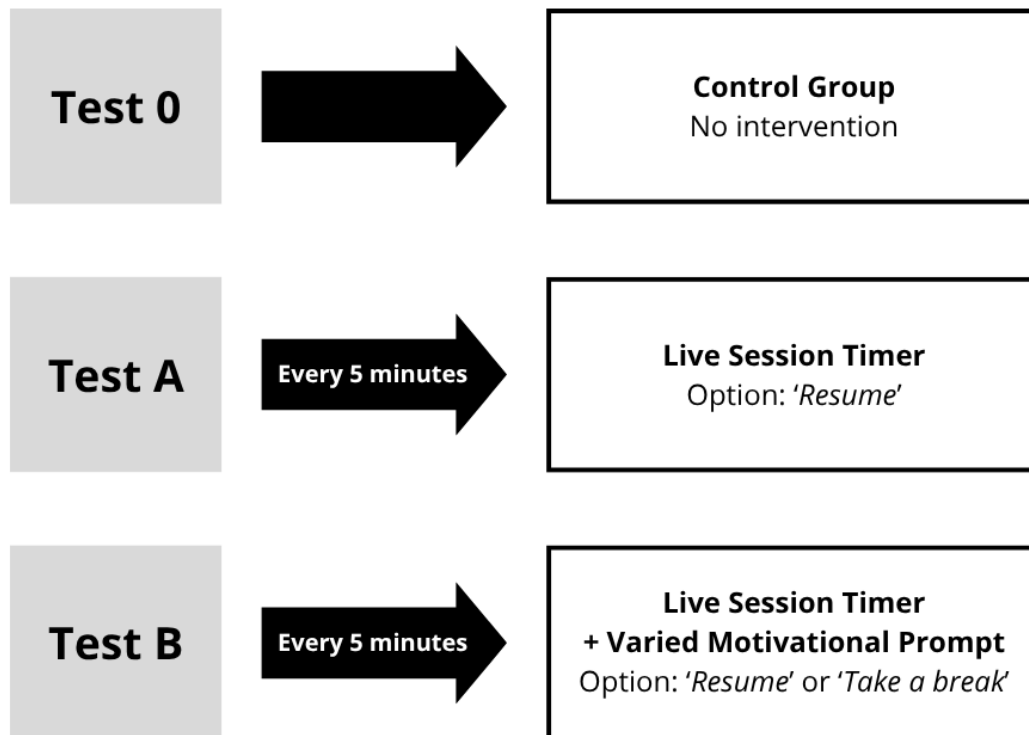 Test 0
Control Group
No intervention
Test A
Every 5 minutes
Live Session Timer
Option: ‘Resume’
Test B
Every 5 minutes
Live Session Timer
+ Varied Motivational Prompt
Option: ‘Resume’ or ‘Take a break’